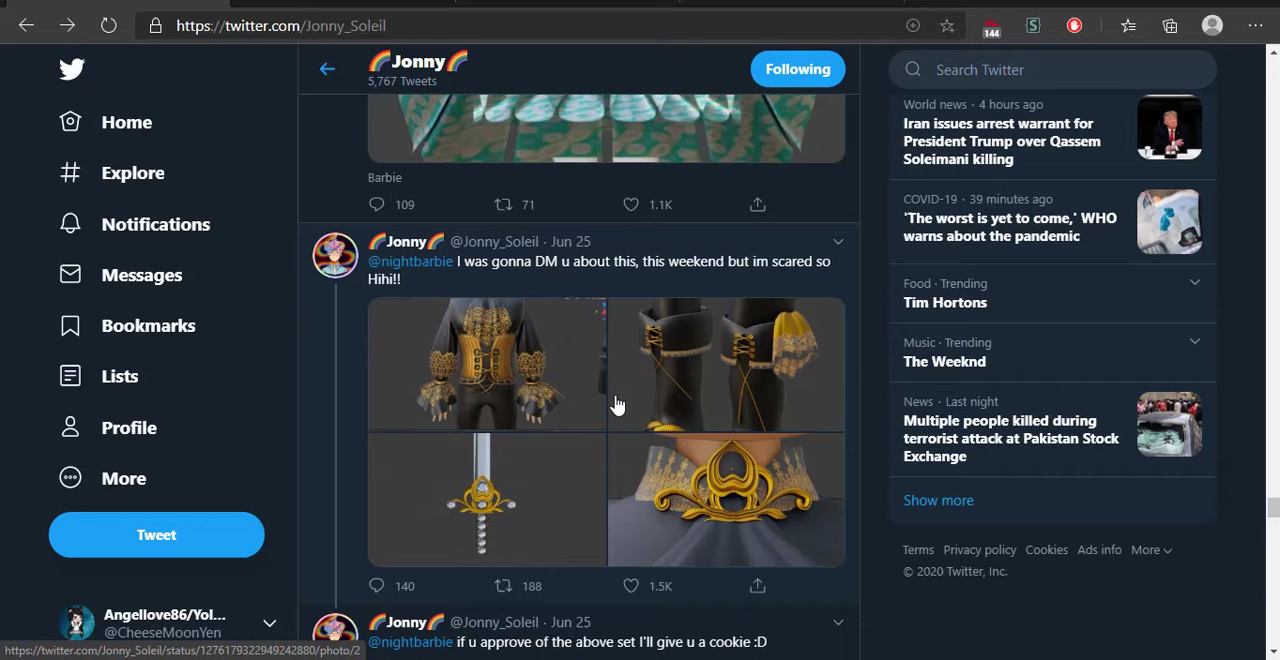 https://twitter.com/Jonny_Soleil
144
Home
Explore
Notifications
Messages
Bookmarks
Lists
Profile
More
Tweet
Angellove86/Yol...
@CheeseMoonYen
https://twitter.com/Jonny_Soleil/status/1276179322949242880/photo/2
🌈Jonny🌈
5,767 Tweets
Following
Barbie
109 71 1.1K
🌈Jonny🌈 @Jonny_Soleil · Jun 25
@nightbarbie I was gonna DM u about this, this weekend but im scared so
Hihi!!
140 188 1.5K
🌈Jonny🌈 @Jonny_Soleil · Jun 25
@nightbarbie if u approve of the above set I'll give u a cookie :D
Search Twitter
World news · 4 hours ago
Iran issues arrest warrant for
President Trump over Qassem
Soleimani killing
COVID-19 · 39 minutes ago
'The worst is yet to come,' WHO
warns about the pandemic
Food · Trending
Tim Hortons
Music · Trending
The Weeknd
News · Last night
Multiple people killed during
terrorist attack at Pakistan Stock
Exchange
Show more
Terms Privacy policy Cookies Ads info More
© 2020 Twitter, Inc.